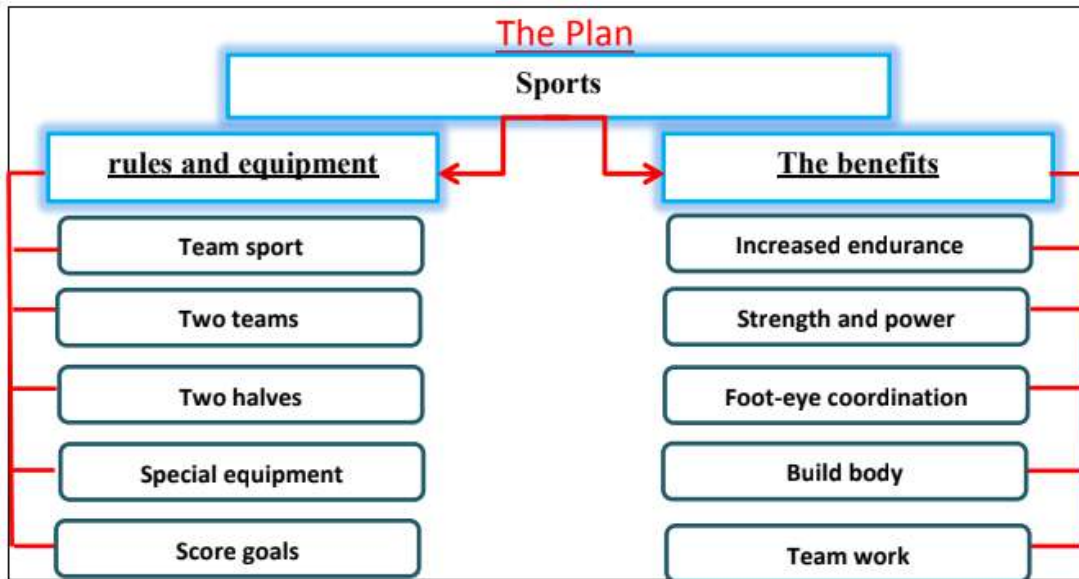 The Plan
Sports
rules and equipment
Team sport
Two teams
Two halves
Special equipment
Score goals
The benefits
Increased endurance
Strength and power
Foot-eye coordination
Build body
Team work